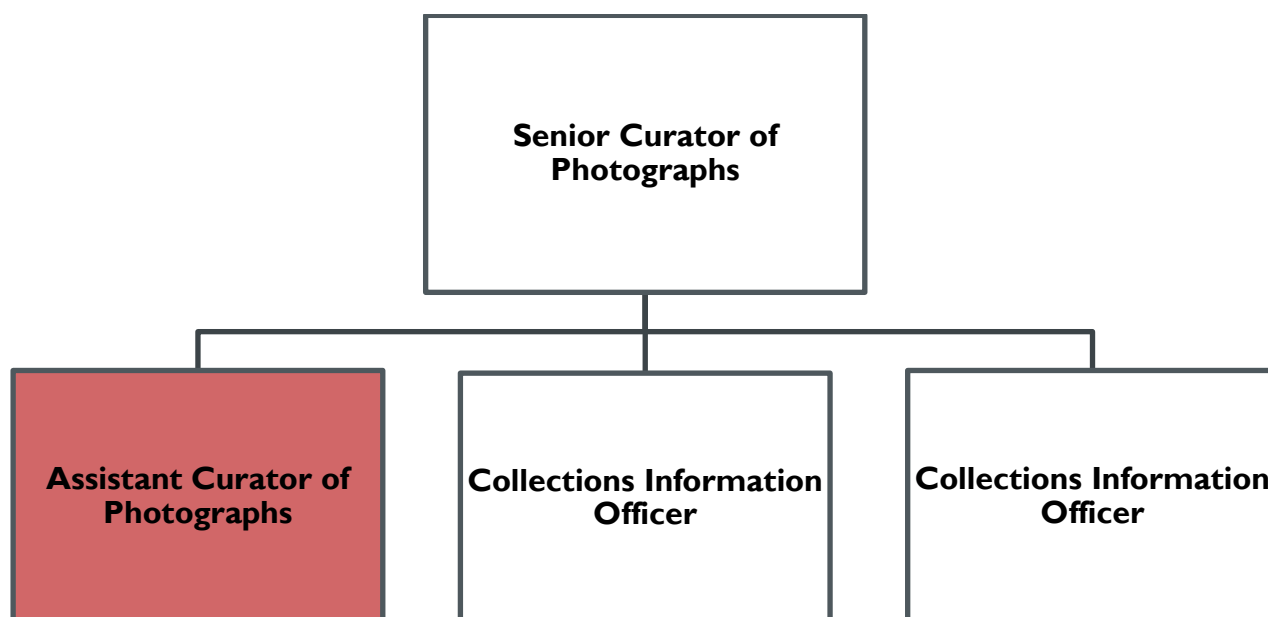 Senior Curator of
Photographs
Assistant Curator of
Photographs
Collections Information
Officer
Collections Information
Officer